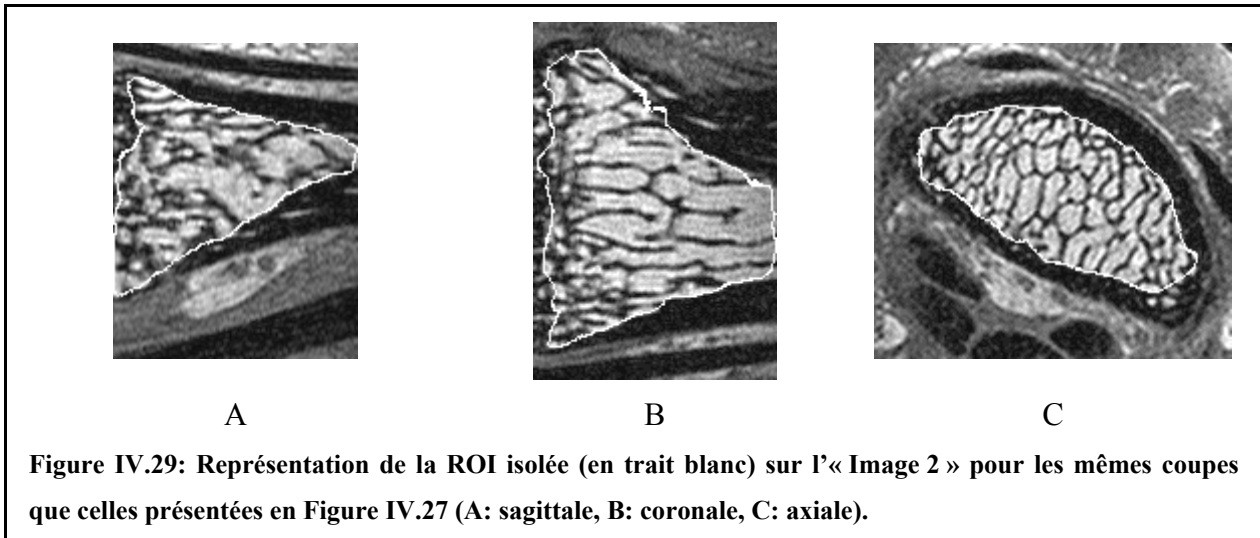 A B C
Figure IV.29: Représentation de la ROI isolée (en trait blanc) sur l'« Image 2 » pour les mêmes coupes
que celles présentées en Figure IV.27 (A: sagittale, B: coronale, C: axiale).